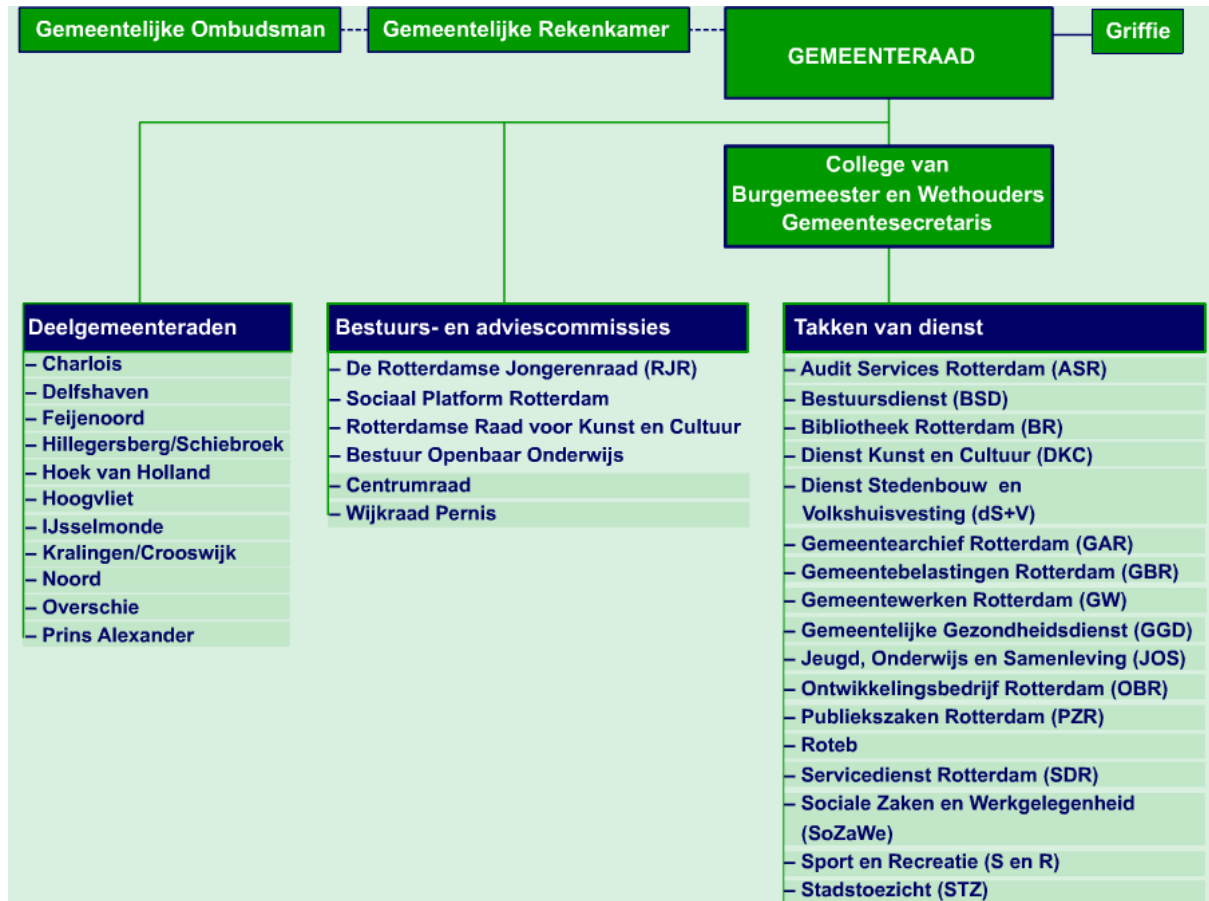 Gemeentelijke Ombudsman
Gemeentelijke Rekenkamer
GEMEENTERAAD
Griffie
College van
Burgemeester en Wethouders
Gemeentesecretaris
Deelgemeenteraden
– Charlois
– Delfshaven
– Feijenoord
– Hillegersberg/Schiebroek
– Hoek van Holland
– Hoogvliet
– IJsselmonde
– Kralingen/Crooswijk
– Noord
– Overschie
– Prins Alexander
Bestuurs- en adviescommissies
– De Rotterdamse Jongerenraad (RJR)
– Sociaal Platform Rotterdam
– Rotterdamse Raad voor Kunst en Cultuur
– Bestuur Openbaar Onderwijs
– Centrumraad
– Wijkraad Pernis
Takken van dienst
– Audit Services Rotterdam (ASR)
– Bestuursdienst (BSD)
– Bibliotheek Rotterdam (BR)
– Dienst Kunst en Cultuur (DKC)
– Dienst Stedenbouw en
Volkshuisvesting (dS+V)
– Gemeentearchief Rotterdam (GAR)
– Gemeentebelastingen Rotterdam (GBR)
– Gemeentewerken Rotterdam (GW)
– Gemeentelijke Gezondheidsdienst (GGD)
– Jeugd, Onderwijs en Samenleving (JOS)
– Ontwikkelingsbedrijf Rotterdam (OBR)
– Publiekszaken Rotterdam (PZR)
– Roteb
– Servicedienst Rotterdam (SDR)
– Sociale Zaken en Werkgelegenheid
(SoZaWe)
– Sport en Recreatie (S en R)
– Stadstoezicht (STZ)